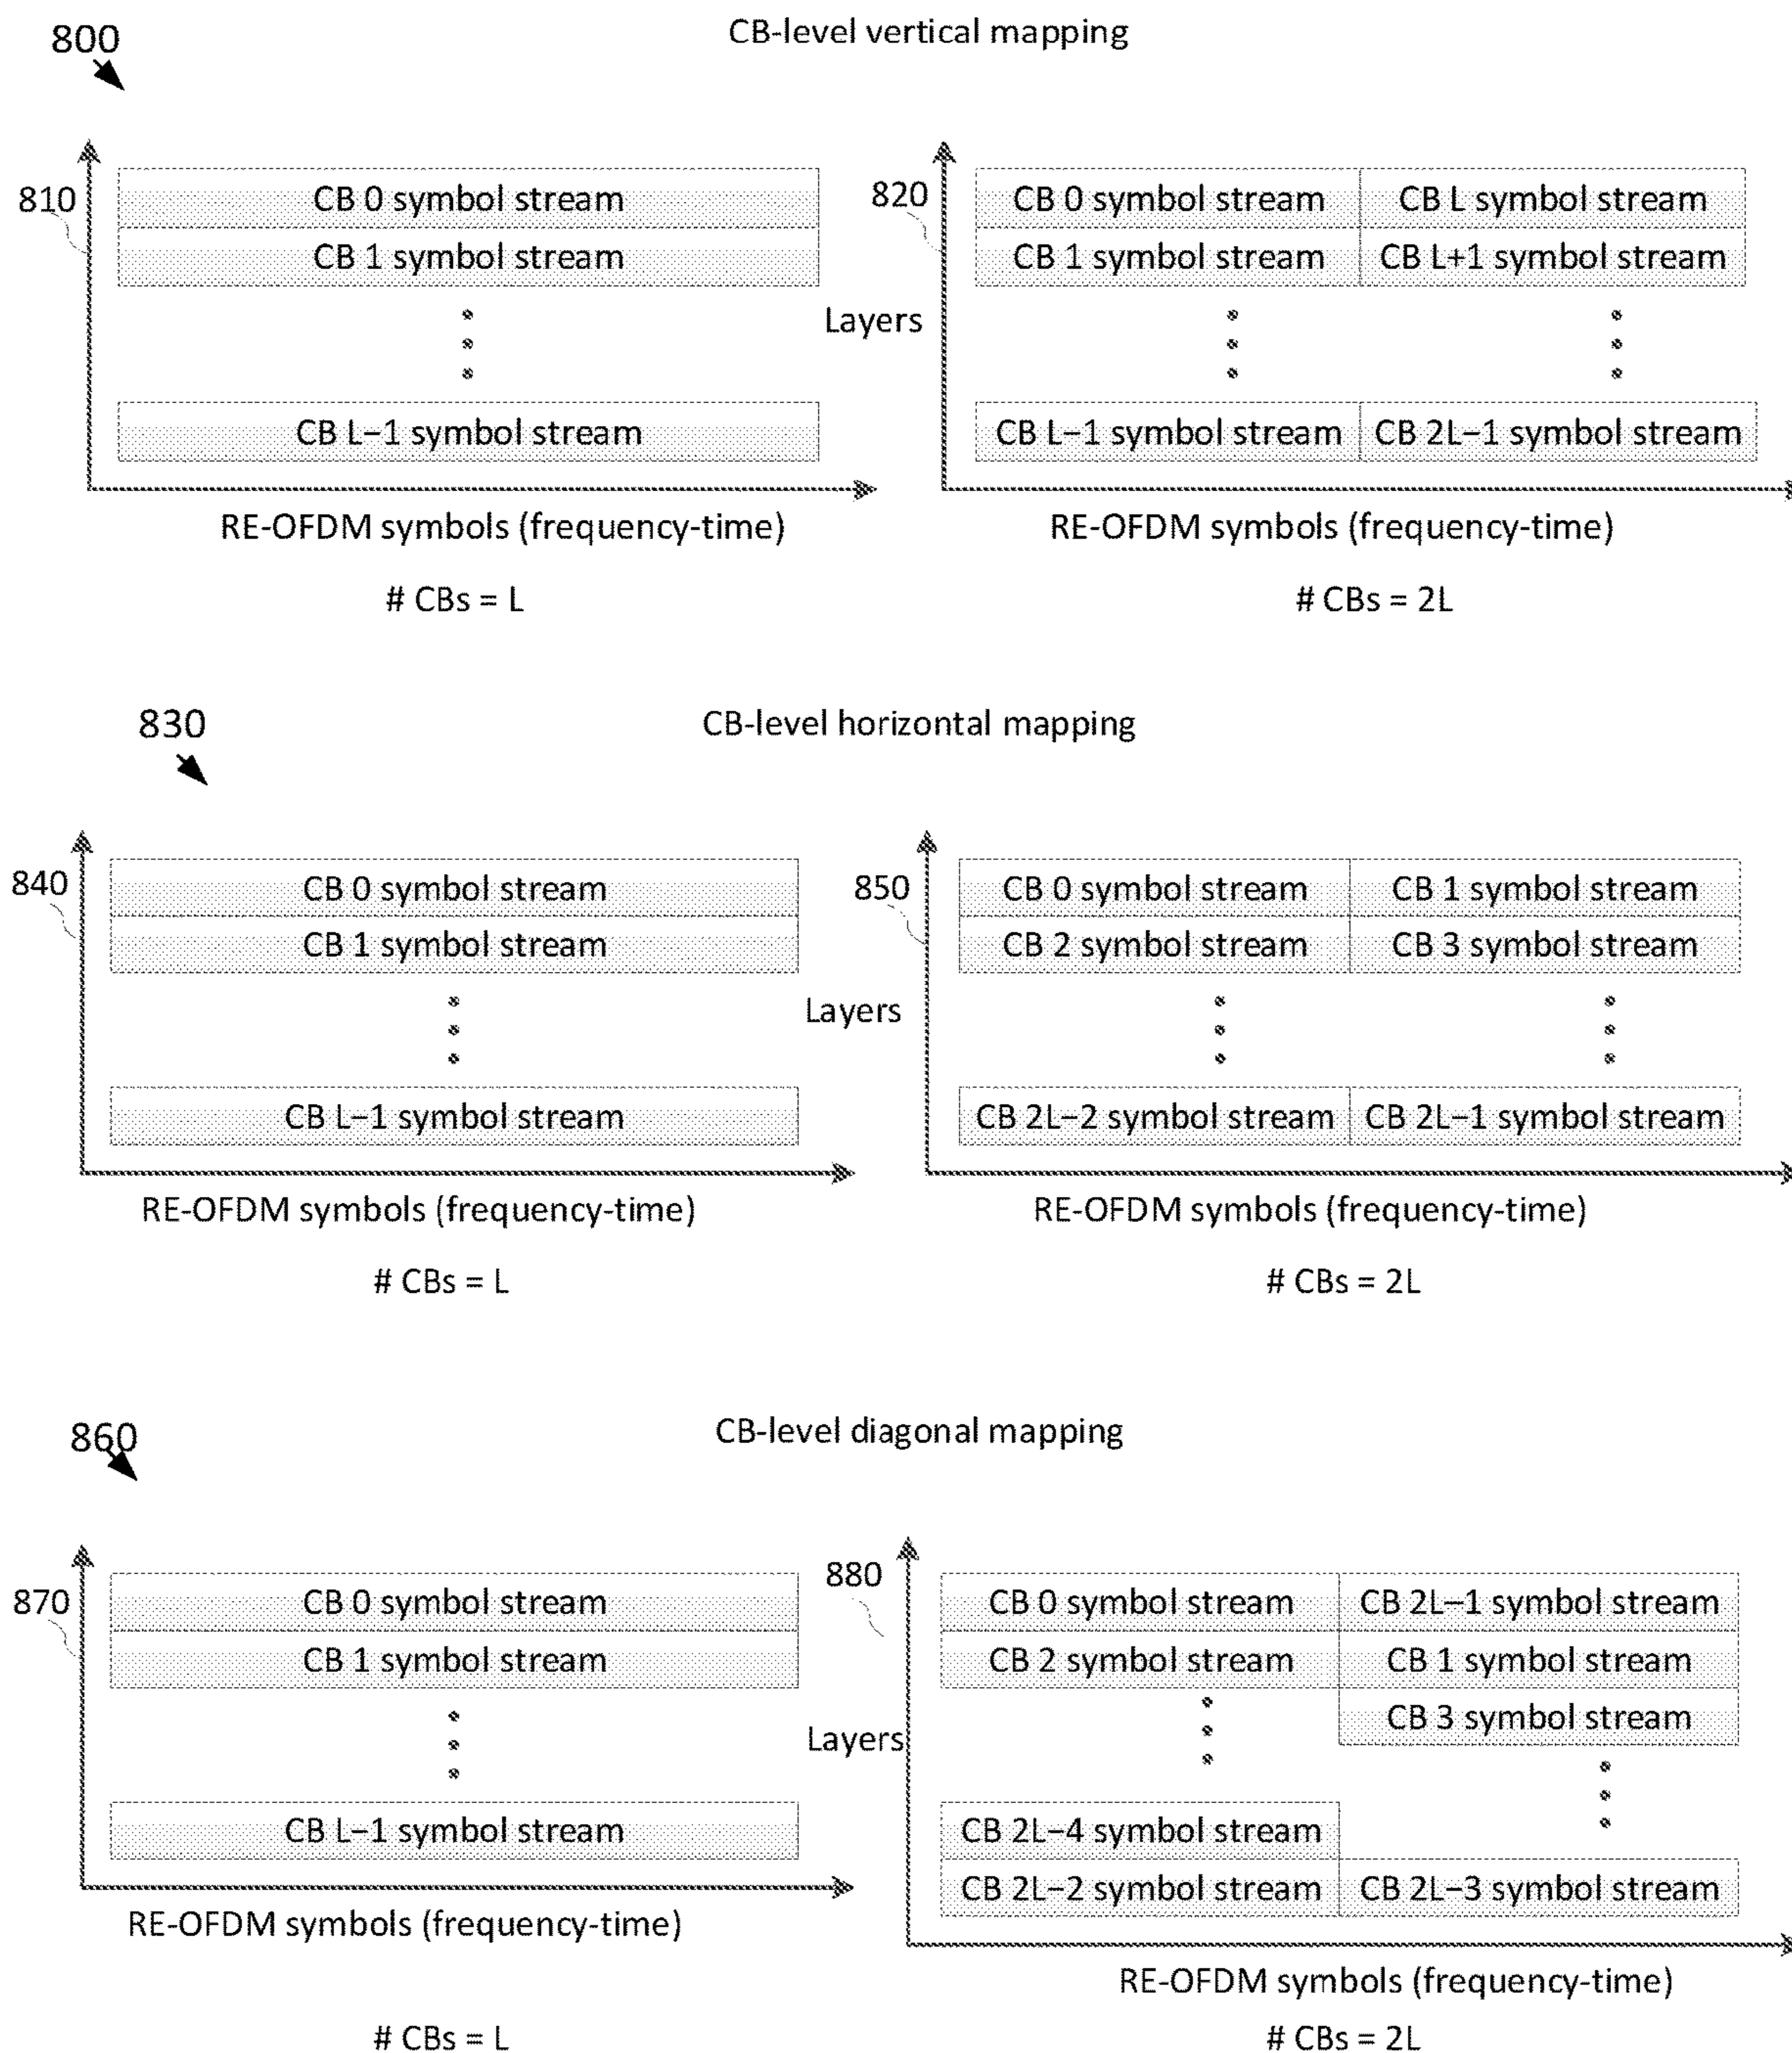 CB-level vertical mapping
800
810
CB 0 symbol stream
CB 1 symbol stream
CB L−1 symbol stream
RE-OFDM symbols (frequency-time)
# CBs = L
820
Layers
CB 0 symbol stream CB L symbol stream
CB 1 symbol stream CB L+1 symbol stream
CB L−1 symbol stream CB 2L−1 symbol stream
RE-OFDM symbols (frequency-time)
# CBs = 2L
830
CB-level horizontal mapping
840
CB 0 symbol stream
CB 1 symbol stream
CB L−1 symbol stream
RE-OFDM symbols (frequency-time)
# CBs = L
850
Layers
CB 0 symbol stream CB 1 symbol stream
CB 2 symbol stream CB 3 symbol stream
CB 2L−2 symbol stream CB 2L−1 symbol stream
RE-OFDM symbols (frequency-time)
# CBs = 2L
860
CB-level diagonal mapping
870
CB 0 symbol stream
CB 1 symbol stream
CB L−1 symbol stream
RE-OFDM symbols (frequency-time)
# CBs = L
880
Layers
CB 0 symbol stream CB 2L−1 symbol stream
CB 2 symbol stream CB 1 symbol stream
CB 3 symbol stream
CB 2L−4 symbol stream
CB 2L−2 symbol stream CB 2L−3 symbol stream
RE-OFDM symbols (frequency-time)
# CBs = 2L